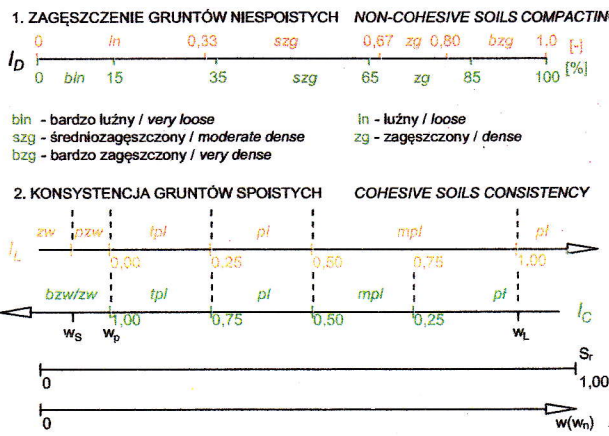 1. ZAGĘSZCZENIE GRUNTÓW NIESPOISTYCH NON-COHESIVE SOILS COMPACTIN
0 ln 0,33 szg 0,67 zg 0,80 bzg 1.0 [-]
I_D
0 bln 15 35 szg 65 zg 85 100 [%]
bln - bardzo luźny / very loose ln - luźny / loose
szg - średniozagęszczony / moderate dense zg - zagęszczony / dense
bzg - bardzo zagęszczony / very dense
2. KONSYSTENCJA GRUNTÓW SPOISTYCH COHESIVE SOILS CONSISTENCY
zw pzw tpl pl mpl pl
I_L 0,00 0,25 0,50 0,75 1,00
bzw/zw tpl pl mpl pł I_C
1,00 0,75 0,50 0,25
w_S w_p w_L
S_r
0 1,00
0 w(w_n)